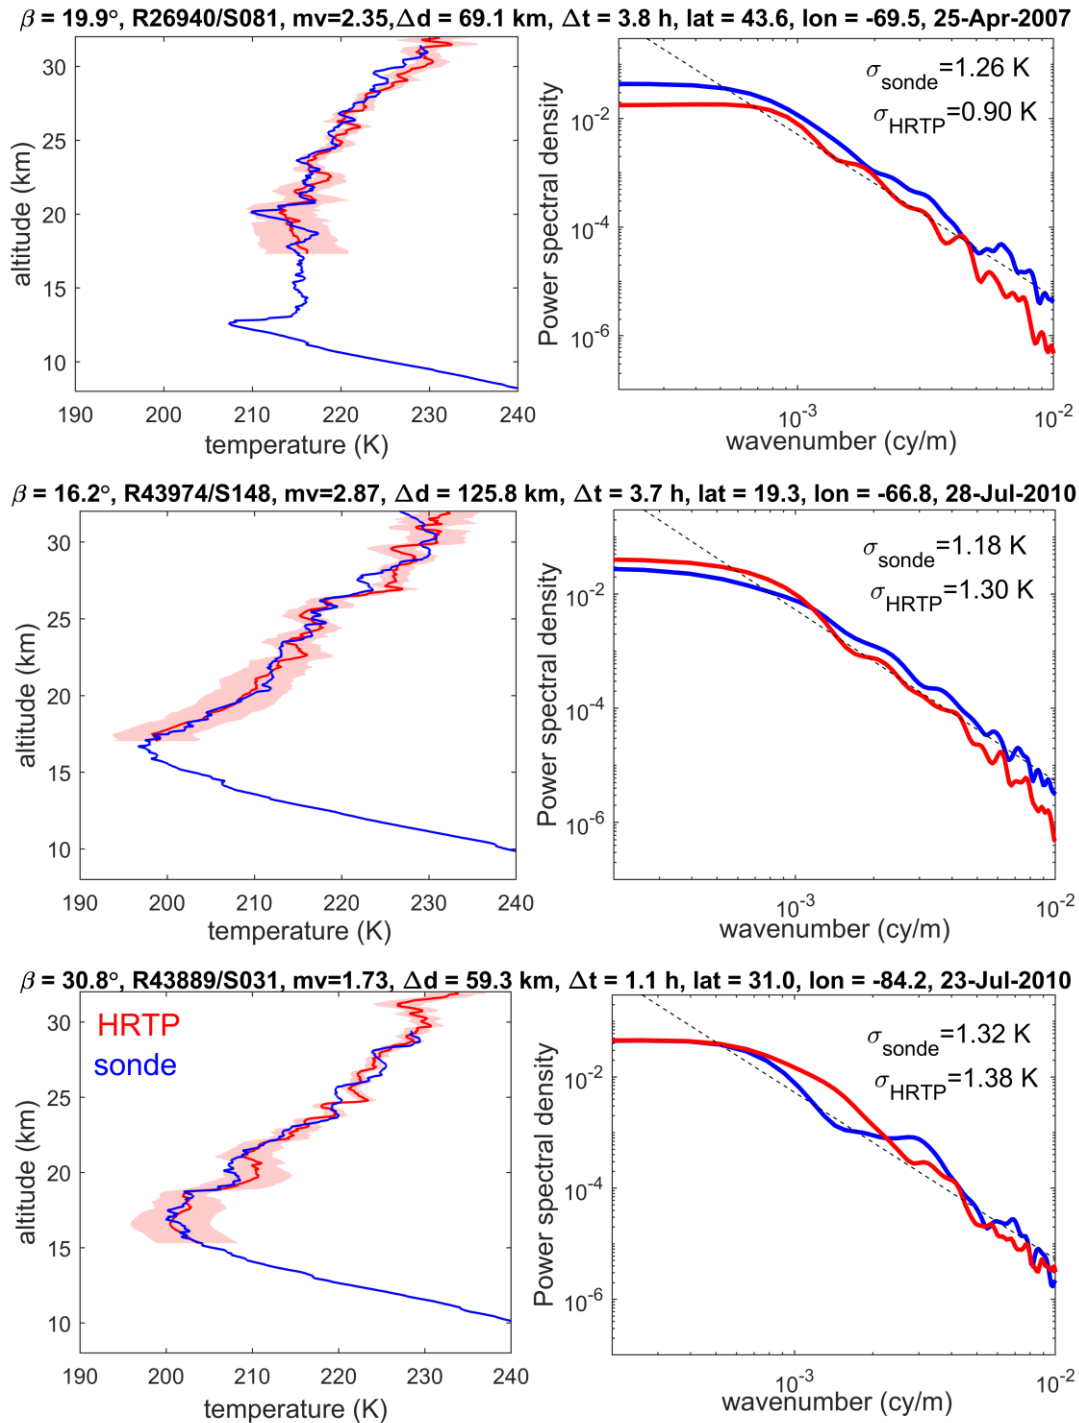 β = 19.9°, R26940/S081, mv=2.35,Δd = 69.1 km, Δt = 3.8 h, lat = 43.6, lon = -69.5, 25-Apr-2007
30
25
20
15
10
altitude (km)
190 200 210 220 230 240
temperature (K)
σsonde=1.26 K
σHRTP=0.90 K
10-2
10-4
10-6
Power spectral density
10-3 10-2
wavenumber (cy/m)
β = 16.2°, R43974/S148, mv=2.87, Δd = 125.8 km, Δt = 3.7 h, lat = 19.3, lon = -66.8, 28-Jul-2010
30
25
20
15
10
altitude (km)
190 200 210 220 230 240
temperature (K)
σsonde=1.18 K
σHRTP=1.30 K
10-2
10-4
10-6
Power spectral density
10-3 10-2
wavenumber (cy/m)
β = 30.8°, R43889/S031, mv=1.73, Δd = 59.3 km, Δt = 1.1 h, lat = 31.0, lon = -84.2, 23-Jul-2010
HRTP
sonde
30
25
20
15
10
altitude (km)
190 200 210 220 230 240
temperature (K)
σsonde=1.32 K
σHRTP=1.38 K
10-2
10-4
10-6
Power spectral density
10-3 10-2
wavenumber (cy/m)